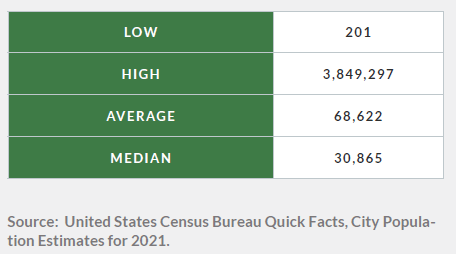 LOW 201
HIGH 3,849,297
AVERAGE 68,622
MEDIAN 30,865
Source: United States Census Bureau Quick Facts, City Popula-
tion Estimates for 2021.